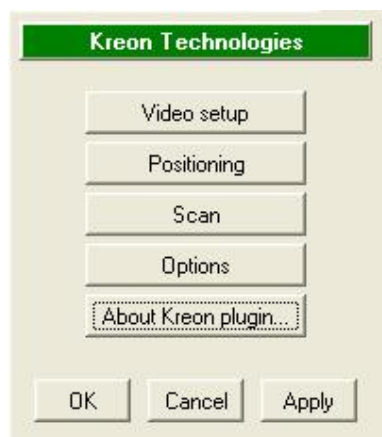 Kreon Technologies
Video setup
Positioning
Scan
Options
About Kreon plugin...
OK Cancel Apply